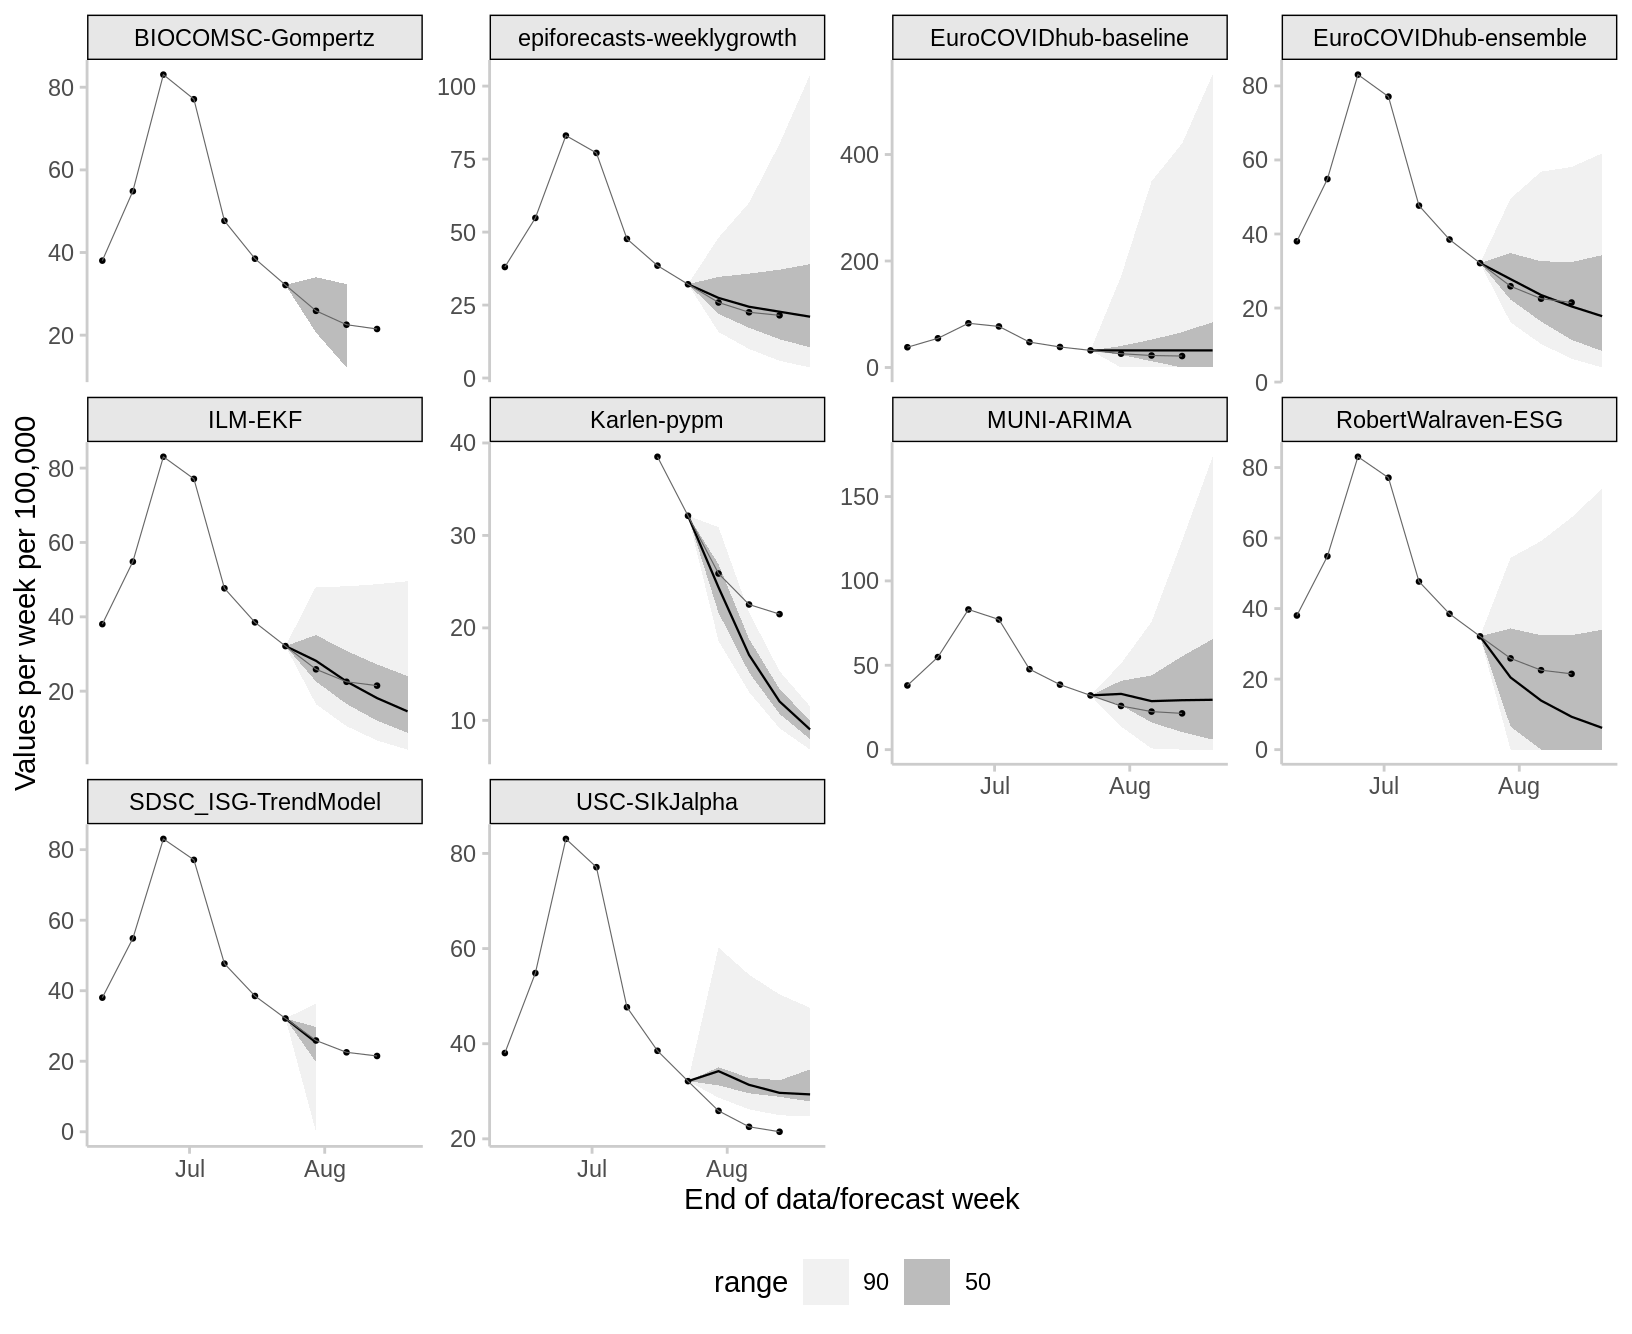 BIOCOMSC-Gompertz
epiforecasts-weeklygrowth
EuroCOVIDhub-baseline
EuroCOVIDhub-ensemble
80
60
40
20
100
75
50
25
0
400
200
0
80
60
40
20
0
Values per week per 100,000
ILM-EKF
Karlen-pypm
MUNI-ARIMA
RobertWalraven-ESG
80
60
40
20
40
30
20
10
150
100
50
0
Jul
Aug
80
60
40
20
0
Jul
Aug
SDSC_ISG-TrendModel
USC-SIkJalpha
80
60
40
20
0
Jul
Aug
80
60
40
20
Jul
Aug
End of data/forecast week
range 90 50